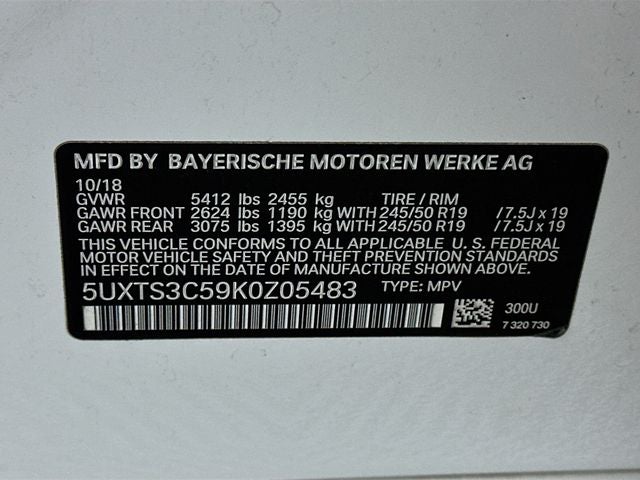 MFD BY BAYERISCHE MOTOREN WERKE AG
10/18
GVWR 5412 lbs 2455 kg TIRE / RIM
GAWR FRONT 2624 lbs 1190 kg WITH 245/50 R19 / 7.5J x 19
GAWR REAR 3075 lbs 1395 kg WITH 245/50 R19 / 7.5J x 19
THIS VEHICLE CONFORMS TO ALL APPLICABLE U. S. FEDERAL
MOTOR VEHICLE SAFETY AND THEFT PREVENTION STANDARDS
IN EFFECT ON THE DATE OF MANUFACTURE SHOWN ABOVE.
5UXTS3C59K0Z05483 TYPE: MPV
300U
7 320 730